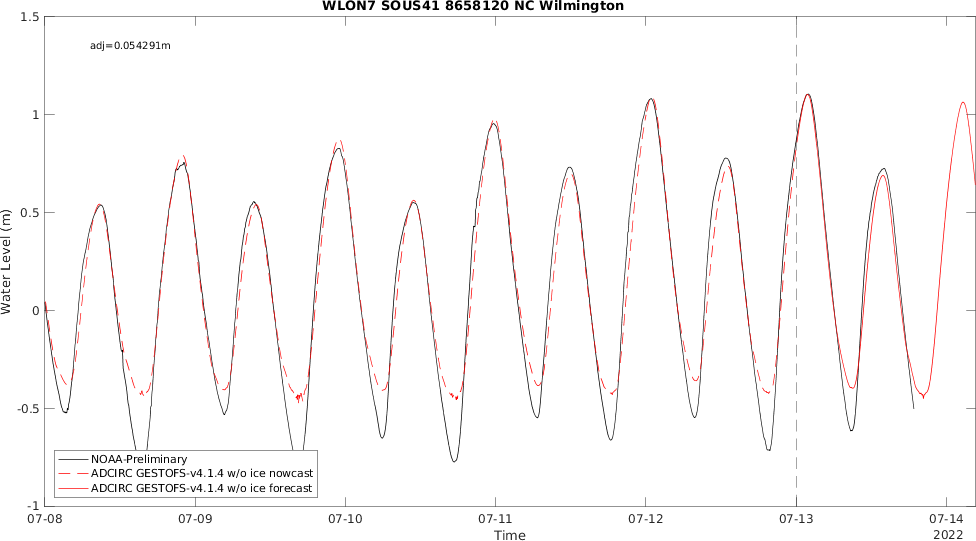 WLON7 SOUS41 8658120 NC Wilmington
adj=0.054291m
1.5
1
0.5
0
-0.5
-1
Water Level (m)
NOAA-Preliminary
ADCIRC GESTOFS-v4.1.4 w/o ice nowcast
ADCIRC GESTOFS-v4.1.4 w/o ice forecast
07-08
07-09
07-10
07-11
07-12
07-13
07-14
Time
2022